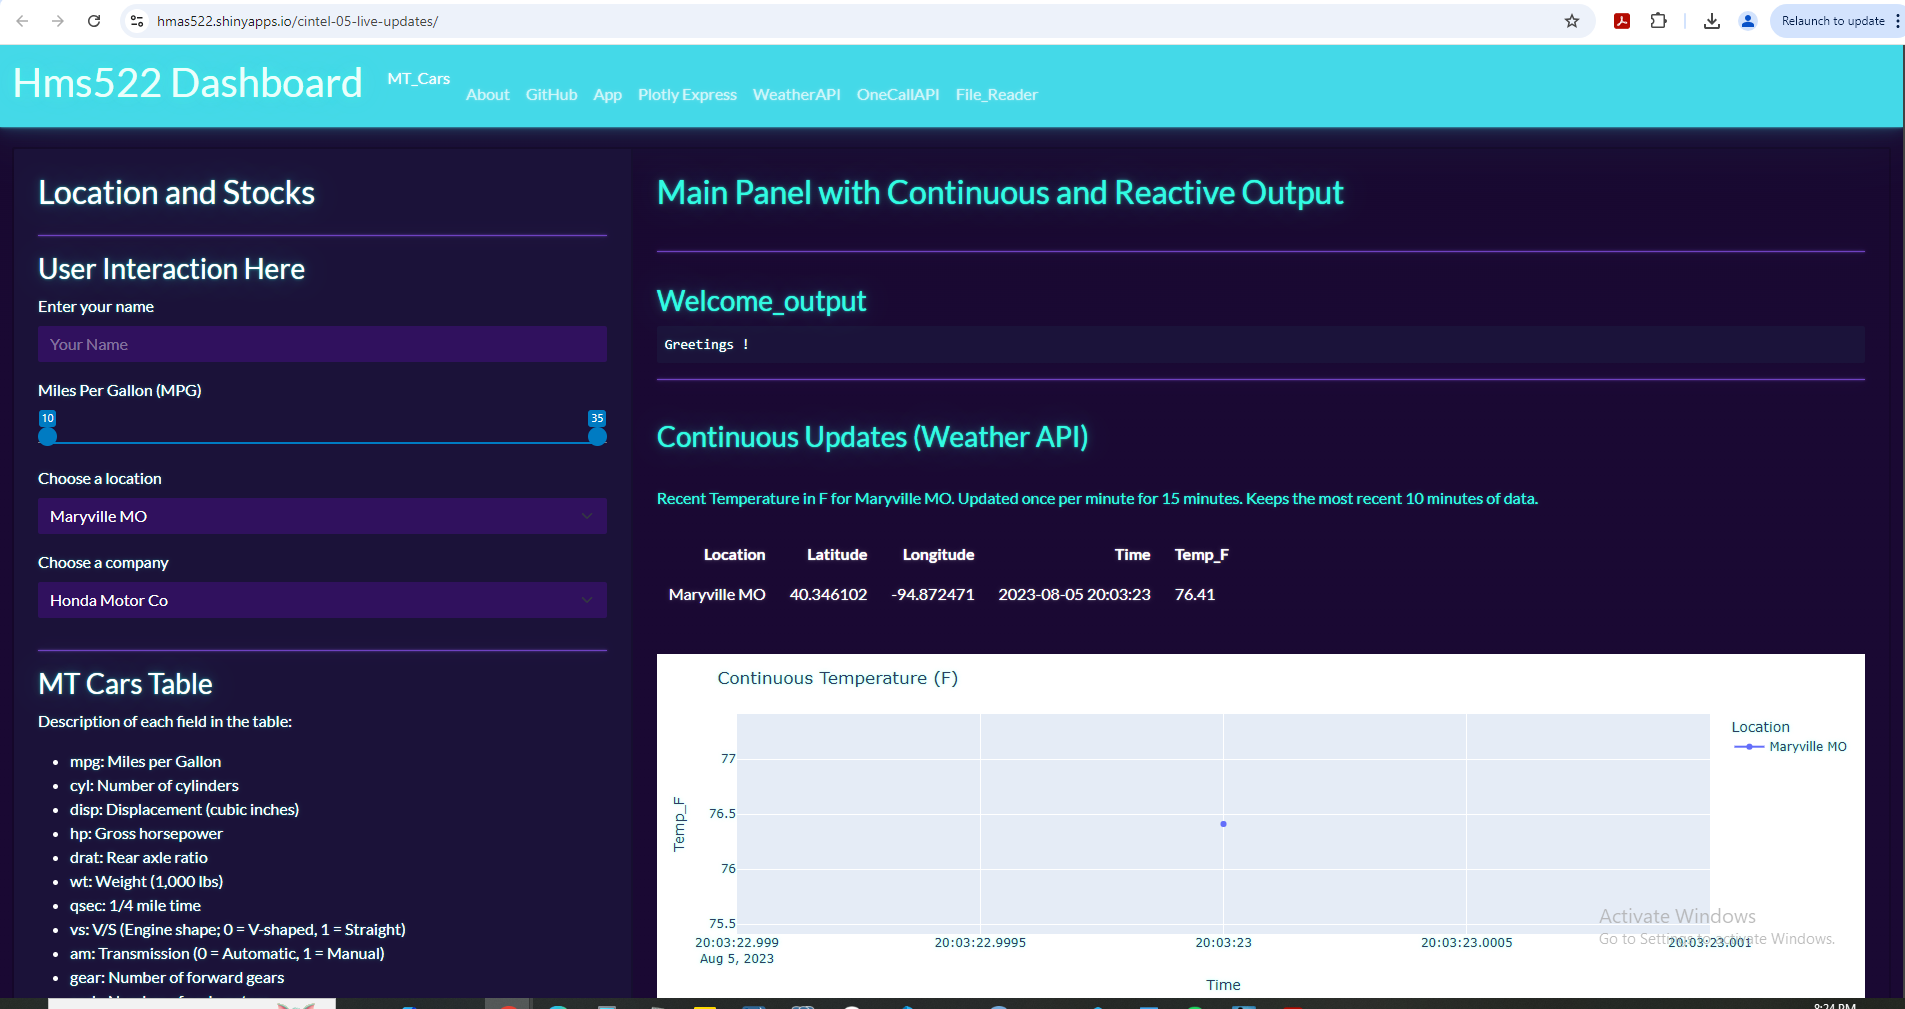 hmas522.shinyapps.io/cintel-05-live-updates/
Relaunch to update
Hms522 Dashboard
MT_Cars
About GitHub App Plotly Express WeatherAPI OneCallAPI File_Reader
Location and Stocks
User Interaction Here
Enter your name
Your Name
Miles Per Gallon (MPG)
10 35
Choose a location
Maryville MO
Choose a company
Honda Motor Co
MT Cars Table
Description of each field in the table:
mpg: Miles per Gallon
cyl: Number of cylinders
disp: Displacement (cubic inches)
hp: Gross horsepower
drat: Rear axle ratio
wt: Weight (1,000 lbs)
qsec: 1/4 mile time
vs: V/S (Engine shape; 0 = V-shaped, 1 = Straight)
am: Transmission (0 = Automatic, 1 = Manual)
gear: Number of forward gears
Main Panel with Continuous and Reactive Output
Welcome_output
Greetings !
Continuous Updates (Weather API)
Recent Temperature in F for Maryville MO. Updated once per minute for 15 minutes. Keeps the most recent 10 minutes of data.
Location Latitude Longitude Time Temp_F
Maryville MO 40.346102 -94.872471 2023-08-05 20:03:23 76.41
Continuous Temperature (F)
Location
Maryville MO
77
76.5
76
75.5
Temp_F
20:03:22.999 20:03:22.9995 20:03:23 20:03:23.0005 20:03:23.001
Aug 5, 2023
Time
Activate Windows
Go to Settings to activate Windows.
8:24 PM